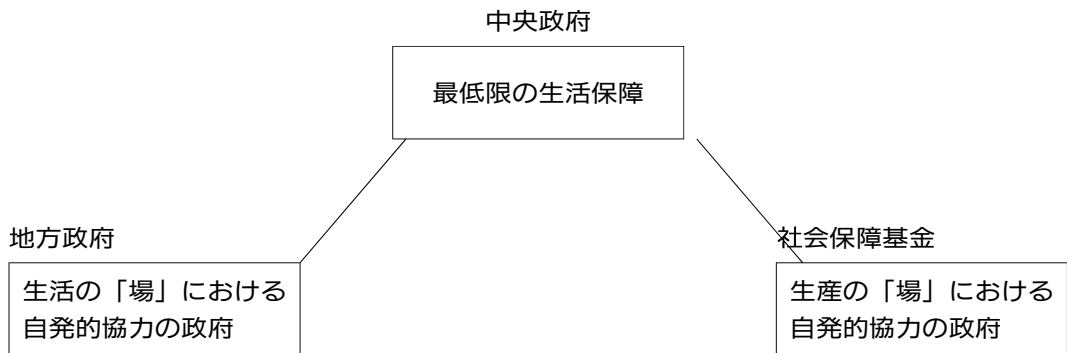 中央政府
最低限の生活保障
地方政府
生活の「場」における
自発的協力の政府
社会保障基金
生産の「場」における
自発的協力の政府